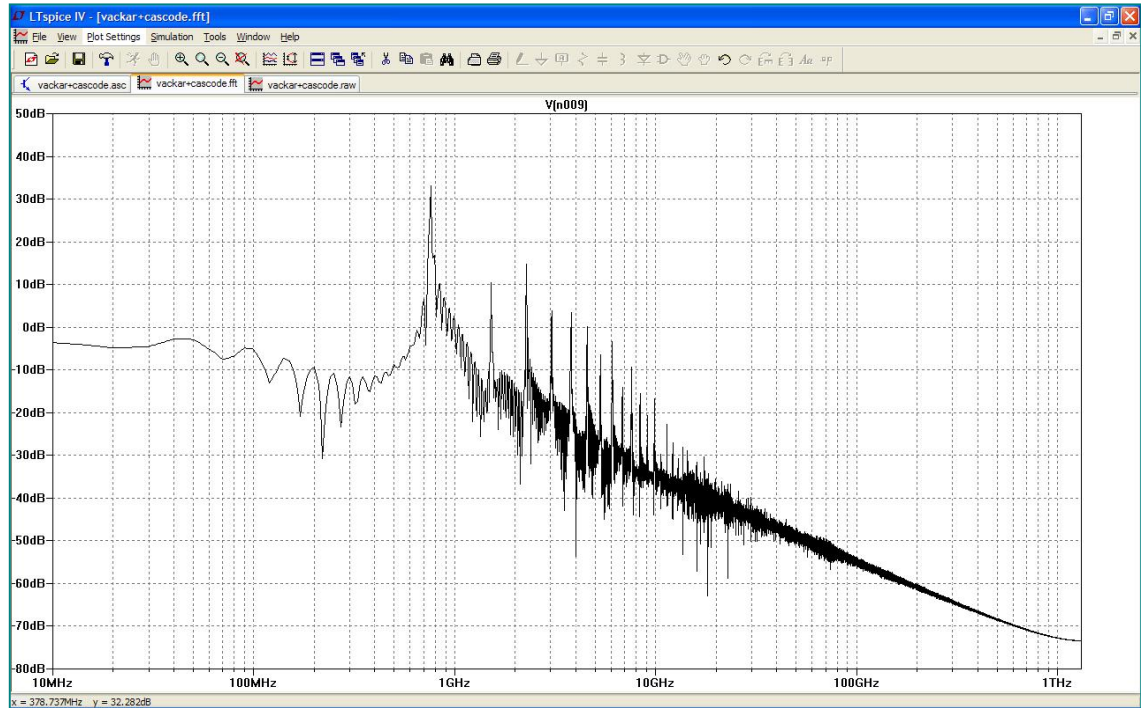 LTspice IV - [vackar+cascode.fft]
File View Plot Settings Simulation Tools Window Help
vackar+cascode.asc vackar+cascode.fft vackar+cascode.raw
V(n009)
50dB
40dB
30dB
20dB
10dB
0dB
-10dB
-20dB
-30dB
-40dB
-50dB
-60dB
-70dB
-80dB
10MHz 100MHz 1GHz 10GHz 100GHz 1THz
x = 378.737MHz y = 32.282dB